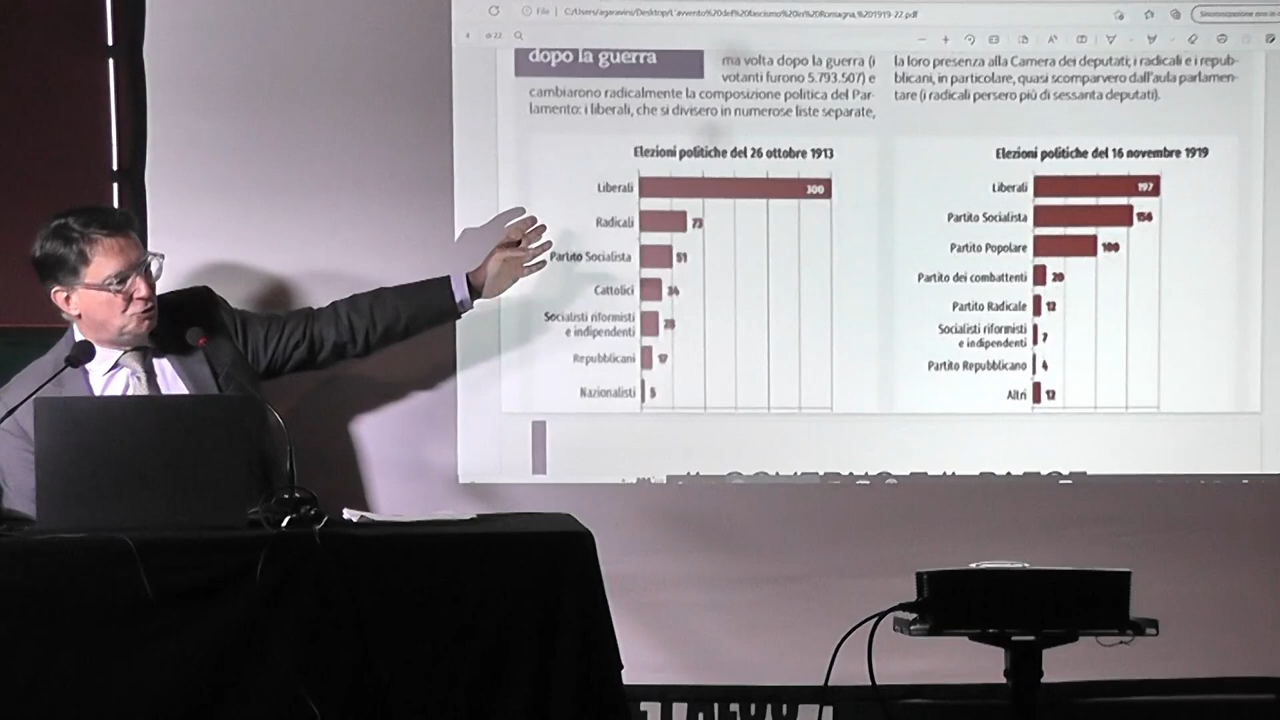 File | C:/Users/agaravini/Desktop/L'avvento%20del%20fascismo%20in%20Romagna,%201919-22.pdf
4 di 22
dopo la guerra
ma volta dopo la guerra (i
votanti furono 5.793.507) e
cambiarono radicalmente la composizione politica del Par-
lamento: i liberali, che si divisero in numerose liste separate,
la loro presenza alla Camera dei deputati; i radicali e i repub-
blicani, in particolare, quasi scomparvero dall'aula parlamen-
tare (i radicali persero più di sessanta deputati).
Elezioni politiche del 26 ottobre 1913
Liberali 300
Radicali 73
Partito Socialista 51
Cattolici
Socialisti riformisti
e indipendenti
Repubblicani 17
Nazionalisti 5
Elezioni politiche del 16 novembre 1919
Liberali 197
Partito Socialista 156
Partito Popolare 100
Partito dei combattenti 20
Partito Radicale 12
Socialisti riformisti
e indipendenti 7
Partito Repubblicano 4
Altri 12